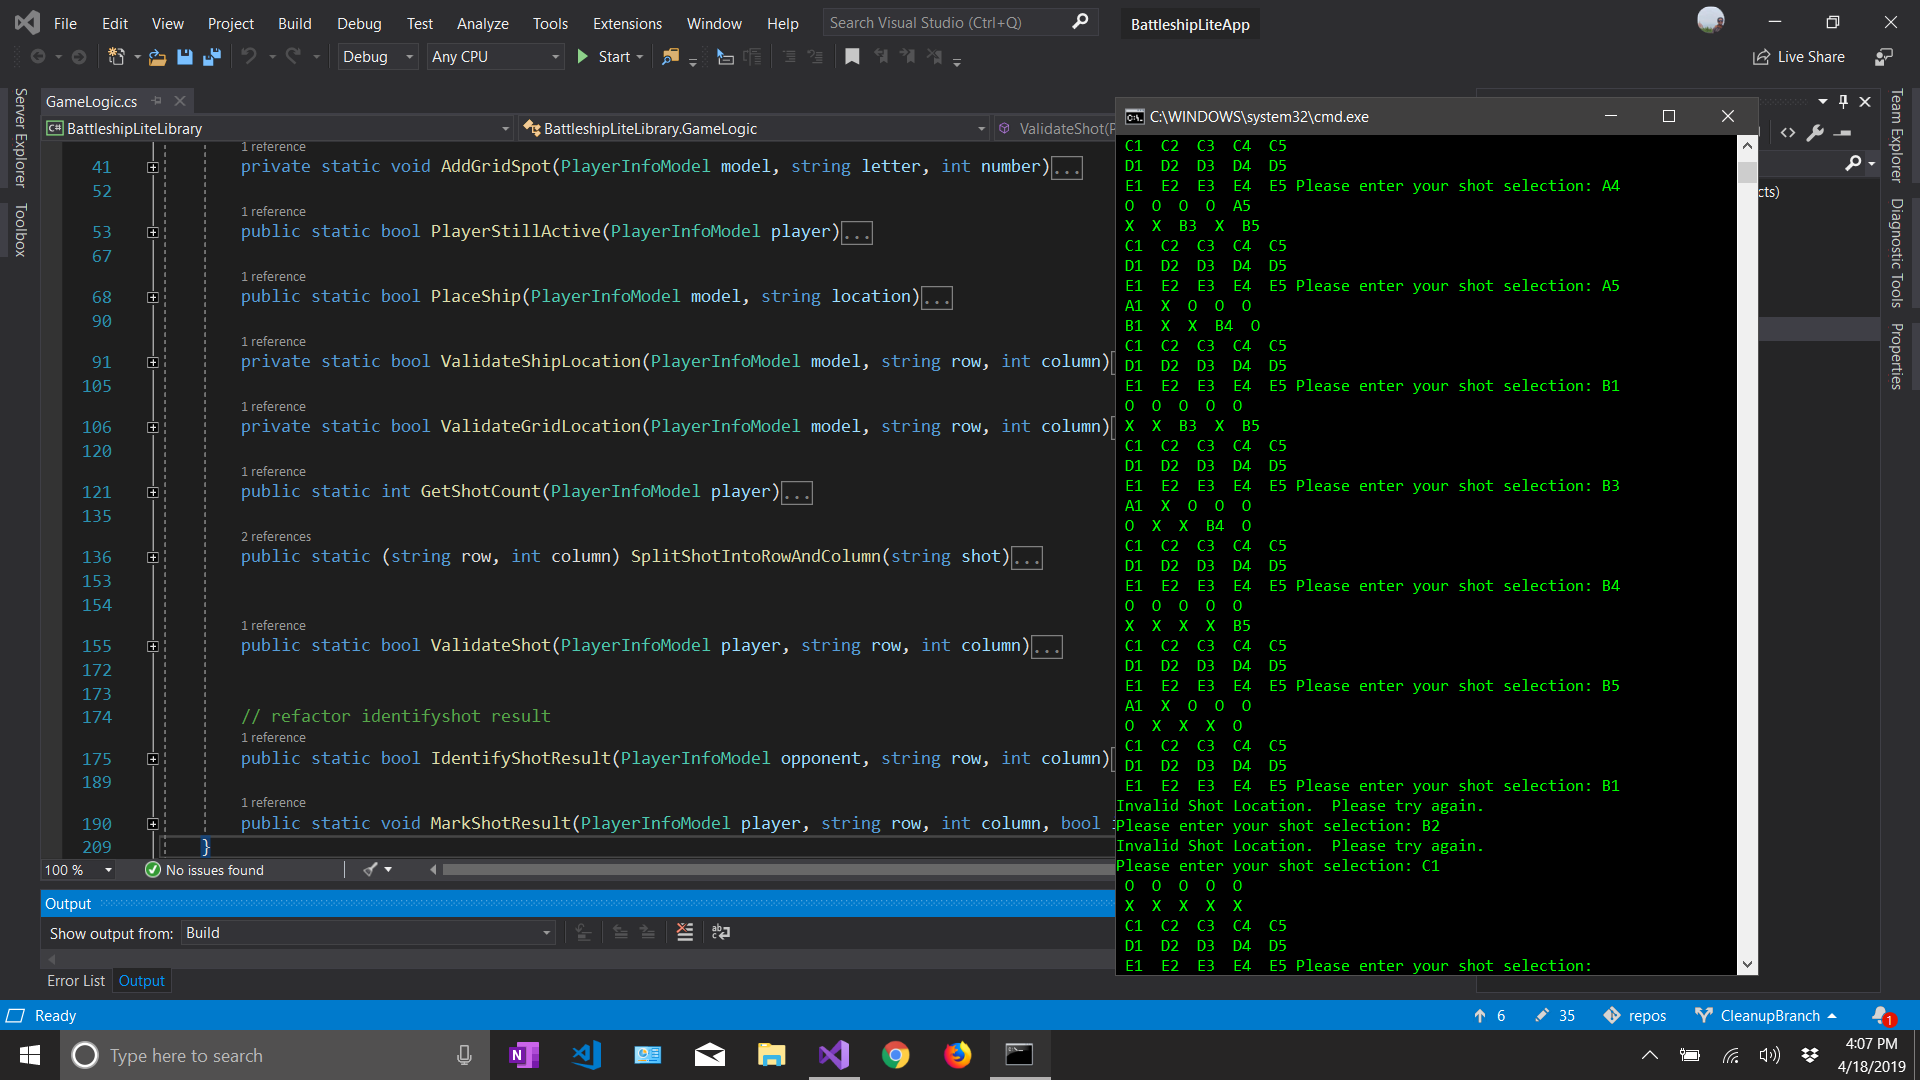 File Edit View Project Build Debug Test Analyze Tools Extensions Window Help Search Visual Studio (Ctrl+Q) BattleshipLiteApp
Debug Any CPU Start Live Share
Server Explorer
Toolbox
GameLogic.cs
BattleshipLiteLibrary BattleshipLiteLibrary.GameLogic ValidateShot(P
1 reference
41 private static void AddGridSpot(PlayerInfoModel model, string letter, int number)...
52
1 reference
53 public static bool PlayerStillActive(PlayerInfoModel player)...
67
1 reference
68 public static bool PlaceShip(PlayerInfoModel model, string location)...
90
1 reference
91 private static bool ValidateShipLocation(PlayerInfoModel model, string row, int column)
105
1 reference
106 private static bool ValidateGridLocation(PlayerInfoModel model, string row, int column)
120
1 reference
121 public static int GetShotCount(PlayerInfoModel player)...
135
2 references
136 public static (string row, int column) SplitShotIntoRowAndColumn(string shot)...
153
154
1 reference
155 public static bool ValidateShot(PlayerInfoModel player, string row, int column)...
172
173
174 // refactor identifyshot result
1 reference
175 public static bool IdentifyShotResult(PlayerInfoModel opponent, string row, int column)
189
1 reference
190 public static void MarkShotResult(PlayerInfoModel player, string row, int column, bool
209 }
100 % No issues found
Output
Show output from: Build
Error List Output
C:\WINDOWS\system32\cmd.exe
C1 C2 C3 C4 C5
D1 D2 D3 D4 D5
E1 E2 E3 E4 E5 Please enter your shot selection: A4
O O O O A5
X X B3 X B5
C1 C2 C3 C4 C5
D1 D2 D3 D4 D5
E1 E2 E3 E4 E5 Please enter your shot selection: A5
A1 X O O O
B1 X X B4 O
C1 C2 C3 C4 C5
D1 D2 D3 D4 D5
E1 E2 E3 E4 E5 Please enter your shot selection: B1
O O O O O
X X B3 X B5
C1 C2 C3 C4 C5
D1 D2 D3 D4 D5
E1 E2 E3 E4 E5 Please enter your shot selection: B3
A1 X O O O
O X X B4 O
C1 C2 C3 C4 C5
D1 D2 D3 D4 D5
E1 E2 E3 E4 E5 Please enter your shot selection: B4
O O O O O
X X X X B5
C1 C2 C3 C4 C5
D1 D2 D3 D4 D5
E1 E2 E3 E4 E5 Please enter your shot selection: B5
A1 X O O O
O X X X O
C1 C2 C3 C4 C5
D1 D2 D3 D4 D5
E1 E2 E3 E4 E5 Please enter your shot selection: B1
Invalid Shot Location.  Please try again.
Please enter your shot selection: B2
Invalid Shot Location.  Please try again.
Please enter your shot selection: C1
O O O O O
X X X X X
C1 C2 C3 C4 C5
D1 D2 D3 D4 D5
E1 E2 E3 E4 E5 Please enter your shot selection:
cts)
Team Explorer
Diagnostic Tools
Properties
Ready 6 35 repos CleanupBranch 1
Type here to search
4:07 PM
4/18/2019